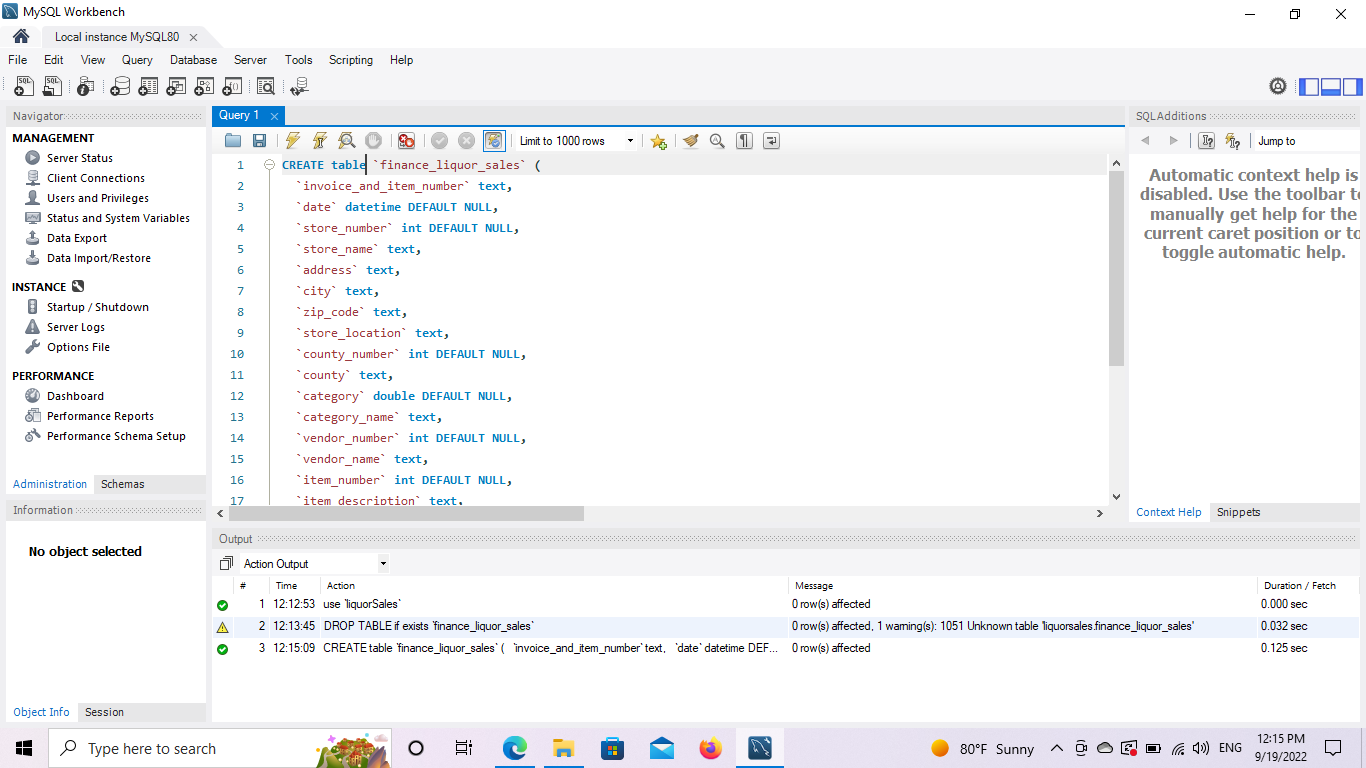 MySQL Workbench
Local instance MySQL80
File Edit View Query Database Server Tools Scripting Help
Navigator
MANAGEMENT
Server Status
Client Connections
Users and Privileges
Status and System Variables
Data Export
Data Import/Restore
INSTANCE
Startup / Shutdown
Server Logs
Options File
PERFORMANCE
Dashboard
Performance Reports
Performance Schema Setup
Administration Schemas
Information
No object selected
Object Info Session
Query 1
Limit to 1000 rows
1 CREATE table `finance_liquor_sales` (
2 `invoice_and_item_number` text,
3 `date` datetime DEFAULT NULL,
4 `store_number` int DEFAULT NULL,
5 `store_name` text,
6 `address` text,
7 `city` text,
8 `zip_code` text,
9 `store_location` text,
10 `county_number` int DEFAULT NULL,
11 `county` text,
12 `category` double DEFAULT NULL,
13 `category_name` text,
14 `vendor_number` int DEFAULT NULL,
15 `vendor_name` text,
16 `item_number` int DEFAULT NULL,
17 `item_description` text,
SQLAdditions
Jump to
Automatic context help is
disabled. Use the toolbar to
manually get help for the
current caret position or to
toggle automatic help.
Context Help Snippets
Output
Action Output
# Time Action Message Duration / Fetch
1 12:12:53 use `liquorSales` 0 row(s) affected 0.000 sec
2 12:13:45 DROP TABLE if exists `finance_liquor_sales` 0 row(s) affected, 1 warning(s): 1051 Unknown table 'liquorsales.finance_liquor_sales' 0.032 sec
3 12:15:09 CREATE table `finance_liquor_sales` ( `invoice_and_item_number` text, `date` datetime DEF... 0 row(s) affected 0.125 sec
Type here to search
80°F Sunny
ENG
12:15 PM
9/19/2022